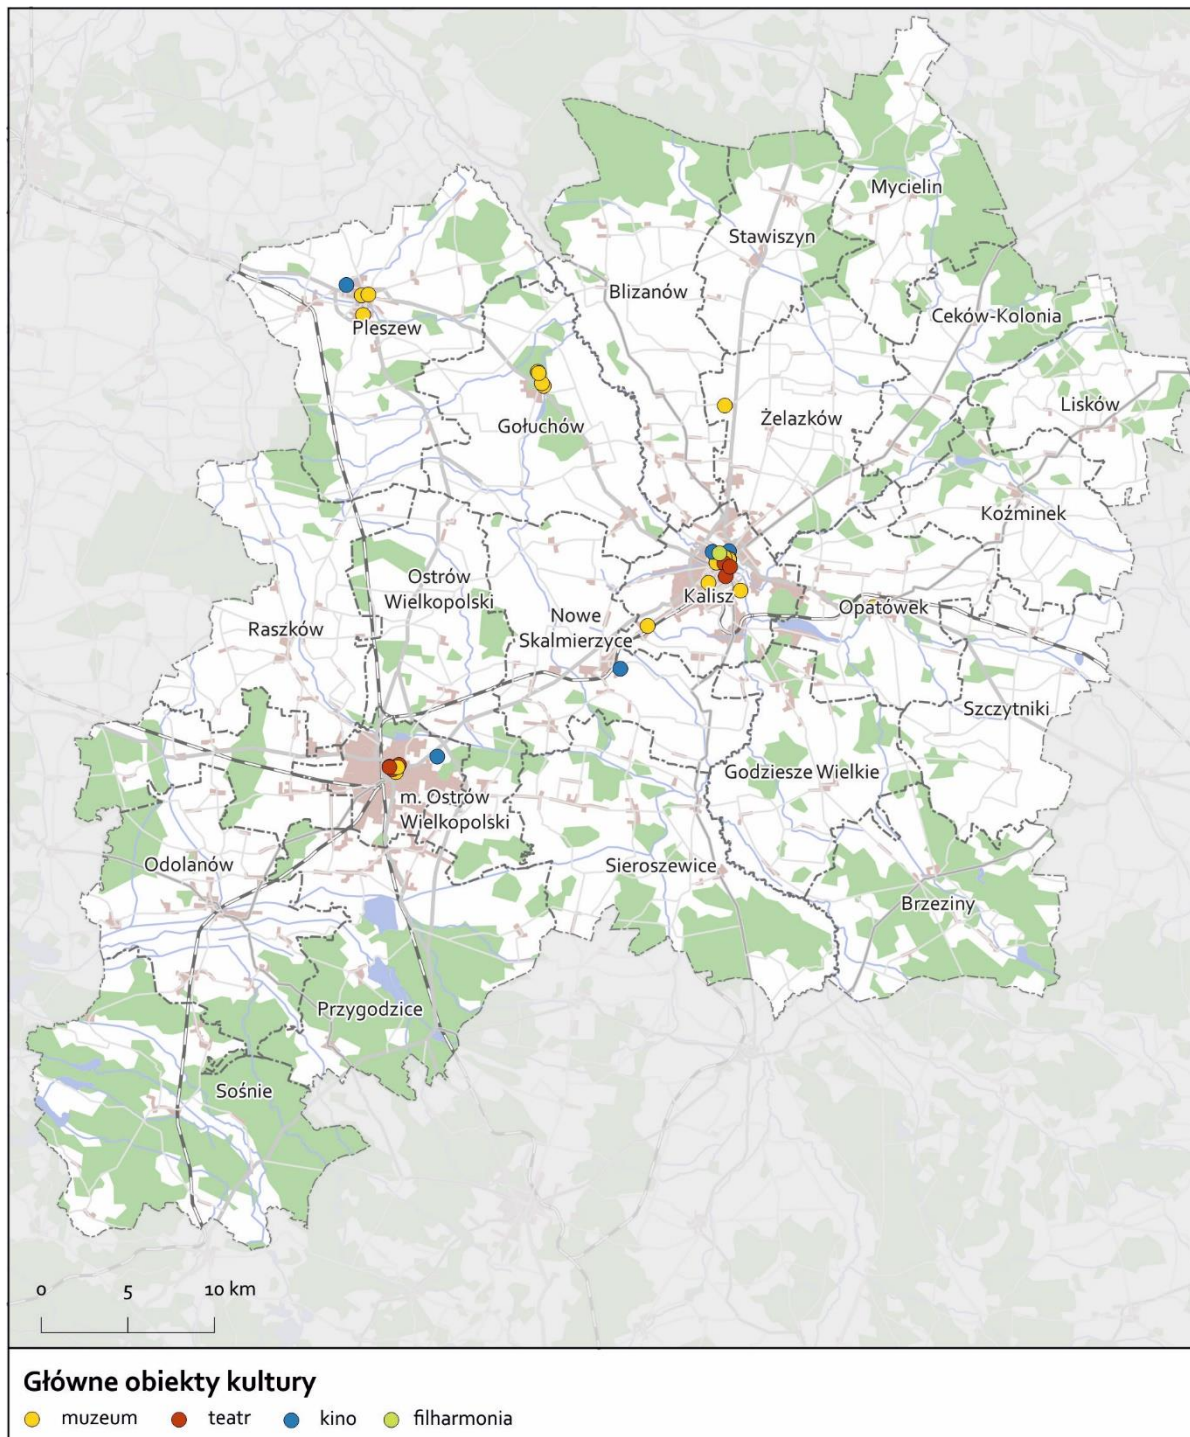 Mycielin
Stawiszyn
Blizanów
Ceków-Kolonia
Pleszew
Lisków
Żelazków
Gołuchów
Koźminek
Ostrów
Wielkopolski
Kalisz
Opatówek
Nowe
Skalmierzyce
Raszków
Szczytniki
Godziesze Wielkie
m. Ostrów
Wielkopolski
Odolanów
Sieroszewice
Brzeziny
Przygodzice
Sośnie
0 5 10 km
Główne obiekty kultury
muzeum teatr kino filharmonia